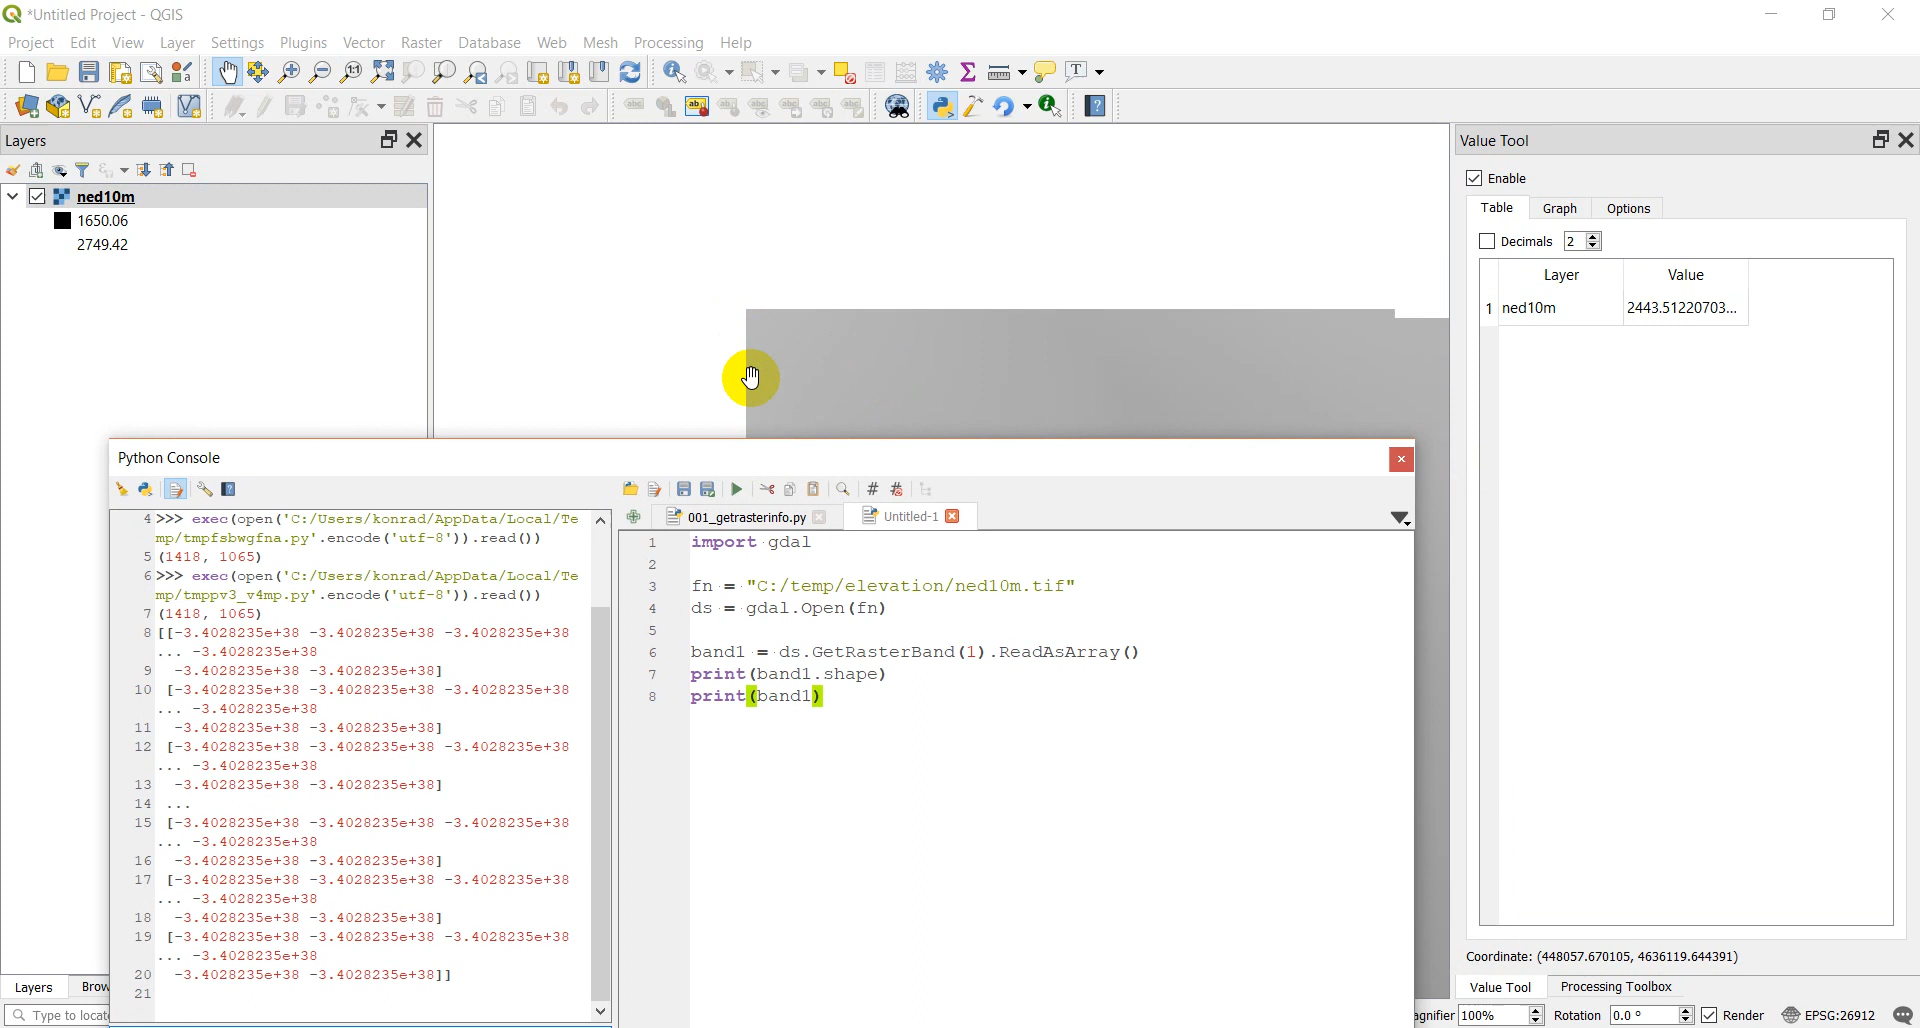 *Untitled Project - QGIS
Project Edit View Layer Settings Plugins Vector Raster Database Web Mesh Processing Help
Layers
ned10m
1650.06
2749.42
Value Tool
Enable
Table Graph Options
Decimals 2
Layer Value
1 ned10m 2443.51220703...
Python Console
4 >>> exec(open('C:/Users/konrad/AppData/Local/Te
mp/tmpfsbwgfna.py'.encode('utf-8')).read())
5 (1418, 1065)
6 >>> exec(open('C:/Users/konrad/AppData/Local/Te
mp/tmppv3_v4mp.py'.encode('utf-8')).read())
7 (1418, 1065)
8 [[-3.4028235e+38 -3.4028235e+38 -3.4028235e+38
... -3.4028235e+38
9 -3.4028235e+38 -3.4028235e+38]
10 [-3.4028235e+38 -3.4028235e+38 -3.4028235e+38
... -3.4028235e+38
11 -3.4028235e+38 -3.4028235e+38]
12 [-3.4028235e+38 -3.4028235e+38 -3.4028235e+38
... -3.4028235e+38
13 -3.4028235e+38 -3.4028235e+38]
14 ...
15 [-3.4028235e+38 -3.4028235e+38 -3.4028235e+38
... -3.4028235e+38
16 -3.4028235e+38 -3.4028235e+38]
17 [-3.4028235e+38 -3.4028235e+38 -3.4028235e+38
... -3.4028235e+38
18 -3.4028235e+38 -3.4028235e+38]
19 [-3.4028235e+38 -3.4028235e+38 -3.4028235e+38
... -3.4028235e+38
20 -3.4028235e+38 -3.4028235e+38]]
21
001_getrasterinfo.py Untitled-1
1 import gdal
2
3 fn = "C:/temp/elevation/ned10m.tif"
4 ds = gdal.Open(fn)
5
6 band1 = ds.GetRasterBand(1).ReadAsArray()
7 print(band1.shape)
8 print(band1)
Coordinate: (448057.670105, 4636119.644391)
Layers Brow
Value Tool Processing Toolbox
Type to locat
agnifier 100% Rotation 0.0 ° Render EPSG:26912